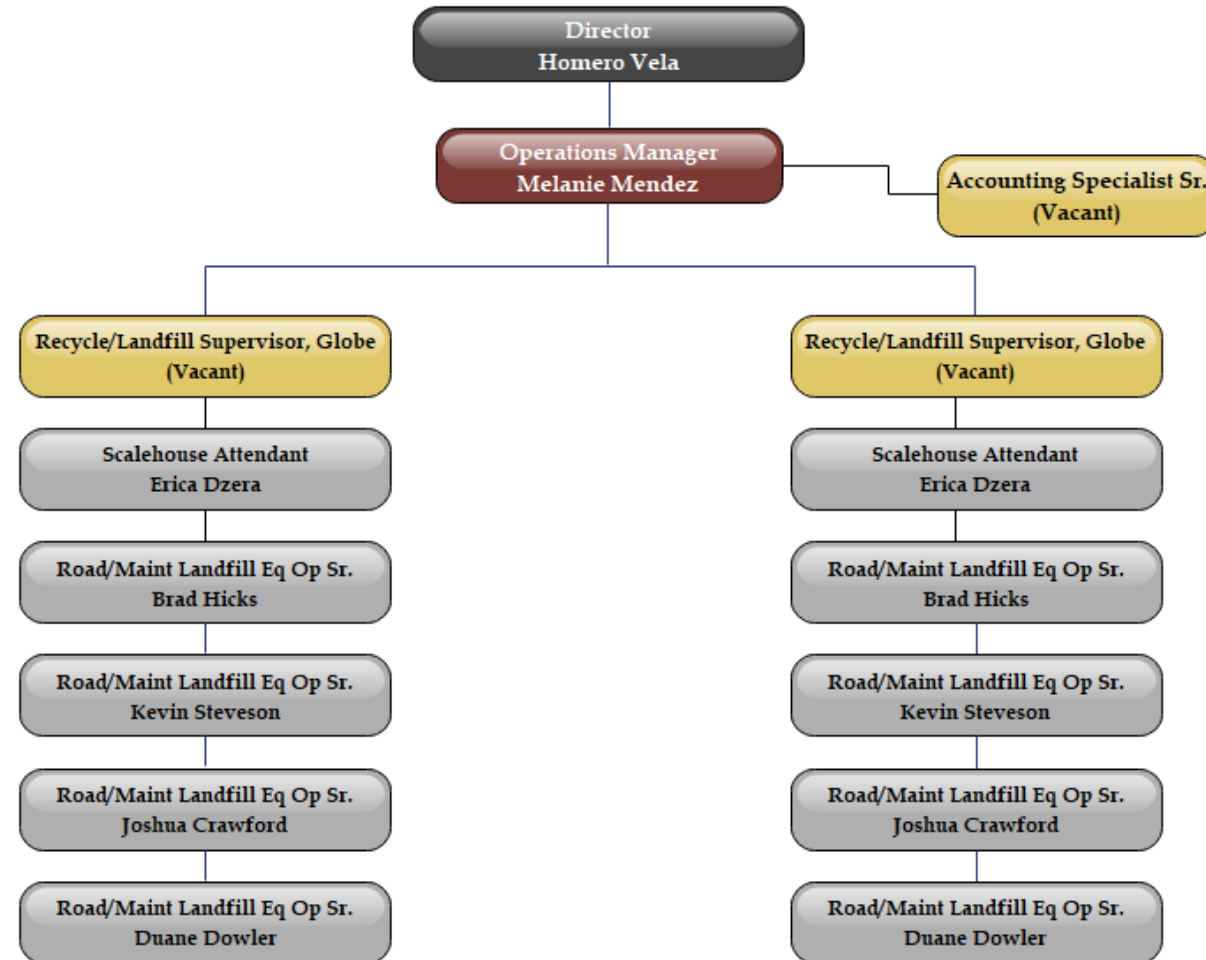 Director
Homero Vela
Operations Manager
Melanie Mendez
Accounting Specialist Sr.
(Vacant)
Recycle/Landfill Supervisor, Globe
(Vacant)
Scalehouse Attendant
Erica Dzera
Road/Maint Landfill Eq Op Sr.
Brad Hicks
Road/Maint Landfill Eq Op Sr.
Kevin Steveson
Road/Maint Landfill Eq Op Sr.
Joshua Crawford
Road/Maint Landfill Eq Op Sr.
Duane Dowler
Recycle/Landfill Supervisor, Globe
(Vacant)
Scalehouse Attendant
Erica Dzera
Road/Maint Landfill Eq Op Sr.
Brad Hicks
Road/Maint Landfill Eq Op Sr.
Kevin Steveson
Road/Maint Landfill Eq Op Sr.
Joshua Crawford
Road/Maint Landfill Eq Op Sr.
Duane Dowler